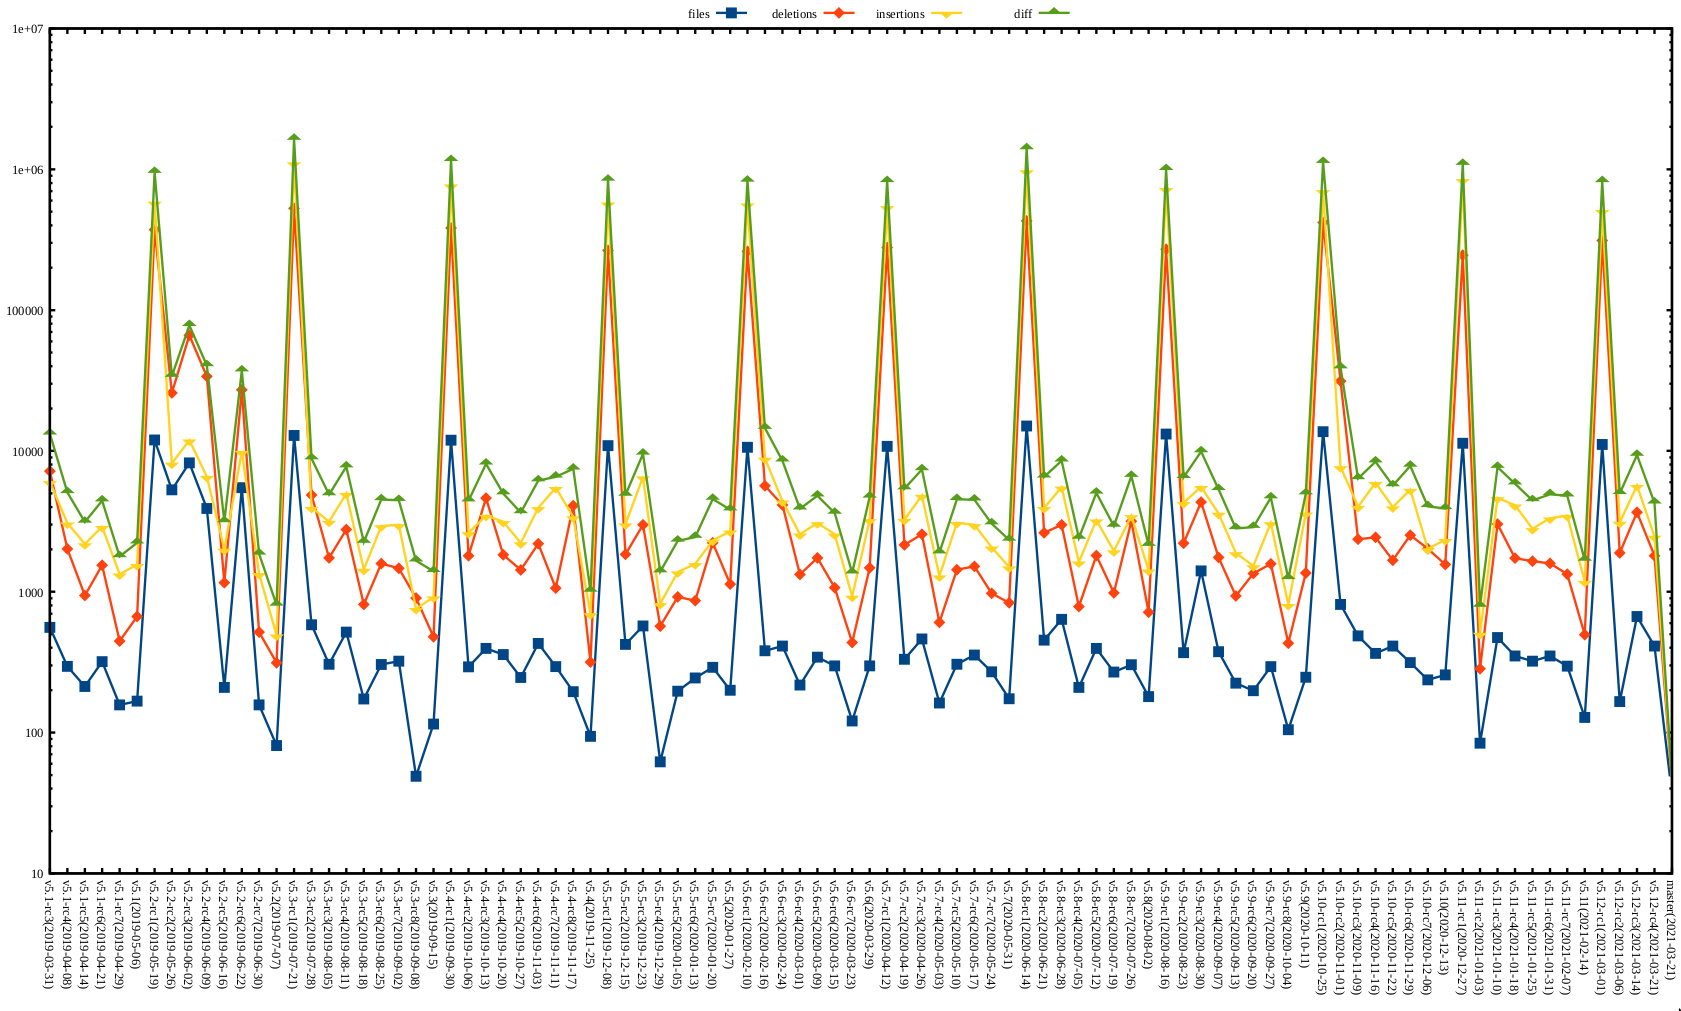 files deletions insertions diff
1e+07
1e+06
100000
10000
1000
100
10
v5.1-rc3(2019-03-31)
v5.1-rc4(2019-04-08)
v5.1-rc5(2019-04-14)
v5.1-rc6(2019-04-21)
v5.1-rc7(2019-04-29)
v5.1(2019-05-06)
v5.2-rc1(2019-05-19)
v5.2-rc2(2019-05-26)
v5.2-rc3(2019-06-02)
v5.2-rc4(2019-06-09)
v5.2-rc5(2019-06-16)
v5.2-rc6(2019-06-22)
v5.2-rc7(2019-06-30)
v5.2(2019-07-07)
v5.3-rc1(2019-07-21)
v5.3-rc2(2019-07-28)
v5.3-rc3(2019-08-05)
v5.3-rc4(2019-08-11)
v5.3-rc5(2019-08-18)
v5.3-rc6(2019-08-25)
v5.3-rc7(2019-09-02)
v5.3-rc8(2019-09-08)
v5.3(2019-09-15)
v5.4-rc1(2019-09-30)
v5.4-rc2(2019-10-06)
v5.4-rc3(2019-10-13)
v5.4-rc4(2019-10-20)
v5.4-rc5(2019-10-27)
v5.4-rc6(2019-11-03)
v5.4-rc7(2019-11-11)
v5.4-rc8(2019-11-17)
v5.4(2019-11-25)
v5.5-rc1(2019-12-08)
v5.5-rc2(2019-12-15)
v5.5-rc3(2019-12-23)
v5.5-rc4(2019-12-29)
v5.5-rc5(2020-01-05)
v5.5-rc6(2020-01-13)
v5.5-rc7(2020-01-20)
v5.5(2020-01-27)
v5.6-rc1(2020-02-10)
v5.6-rc2(2020-02-16)
v5.6-rc3(2020-02-24)
v5.6-rc4(2020-03-01)
v5.6-rc5(2020-03-09)
v5.6-rc6(2020-03-15)
v5.6-rc7(2020-03-23)
v5.6(2020-03-29)
v5.7-rc1(2020-04-12)
v5.7-rc2(2020-04-19)
v5.7-rc3(2020-04-26)
v5.7-rc4(2020-05-03)
v5.7-rc5(2020-05-10)
v5.7-rc6(2020-05-17)
v5.7-rc7(2020-05-24)
v5.7(2020-05-31)
v5.8-rc1(2020-06-14)
v5.8-rc2(2020-06-21)
v5.8-rc3(2020-06-28)
v5.8-rc4(2020-07-05)
v5.8-rc5(2020-07-12)
v5.8-rc6(2020-07-19)
v5.8-rc7(2020-07-26)
v5.8(2020-08-02)
v5.9-rc1(2020-08-16)
v5.9-rc2(2020-08-23)
v5.9-rc3(2020-08-30)
v5.9-rc4(2020-09-07)
v5.9-rc5(2020-09-13)
v5.9-rc6(2020-09-20)
v5.9-rc7(2020-09-27)
v5.9-rc8(2020-10-04)
v5.9(2020-10-11)
v5.10-rc1(2020-10-25)
v5.10-rc2(2020-11-01)
v5.10-rc3(2020-11-09)
v5.10-rc4(2020-11-16)
v5.10-rc5(2020-11-22)
v5.10-rc6(2020-11-29)
v5.10-rc7(2020-12-06)
v5.10(2020-12-13)
v5.11-rc1(2020-12-27)
v5.11-rc2(2021-01-03)
v5.11-rc3(2021-01-10)
v5.11-rc4(2021-01-18)
v5.11-rc5(2021-01-25)
v5.11-rc6(2021-01-31)
v5.11-rc7(2021-02-07)
v5.11(2021-02-14)
v5.12-rc1(2021-03-01)
v5.12-rc2(2021-03-06)
v5.12-rc3(2021-03-14)
v5.12-rc4(2021-03-21)
master(2021-03-21)